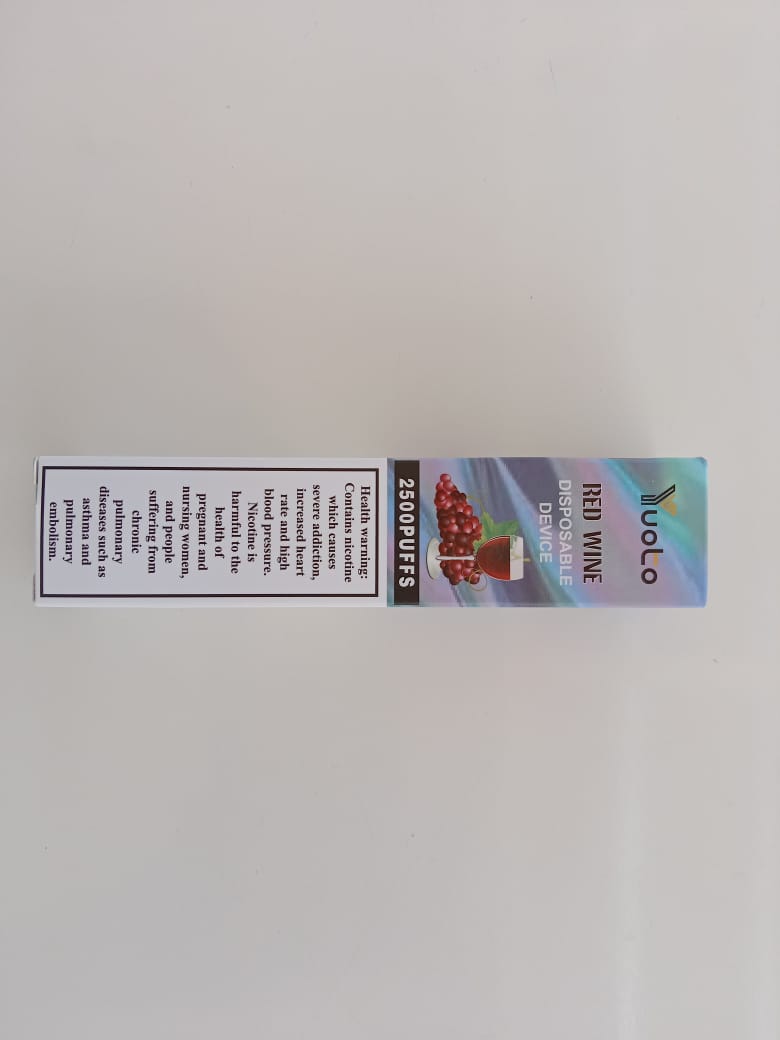 Yuoto
RED WINE
DISPOSABLE
DEVICE
2500PUFFS
Health warning:
Contains nicotine
which causes
severe addiction,
increased heart
rate and high
blood pressure.
Nicotine is
harmful to the
health of
pregnant and
nursing women,
and people
suffering from
chronic
pulmonary
diseases such as
asthma and
pulmonary
embolism.